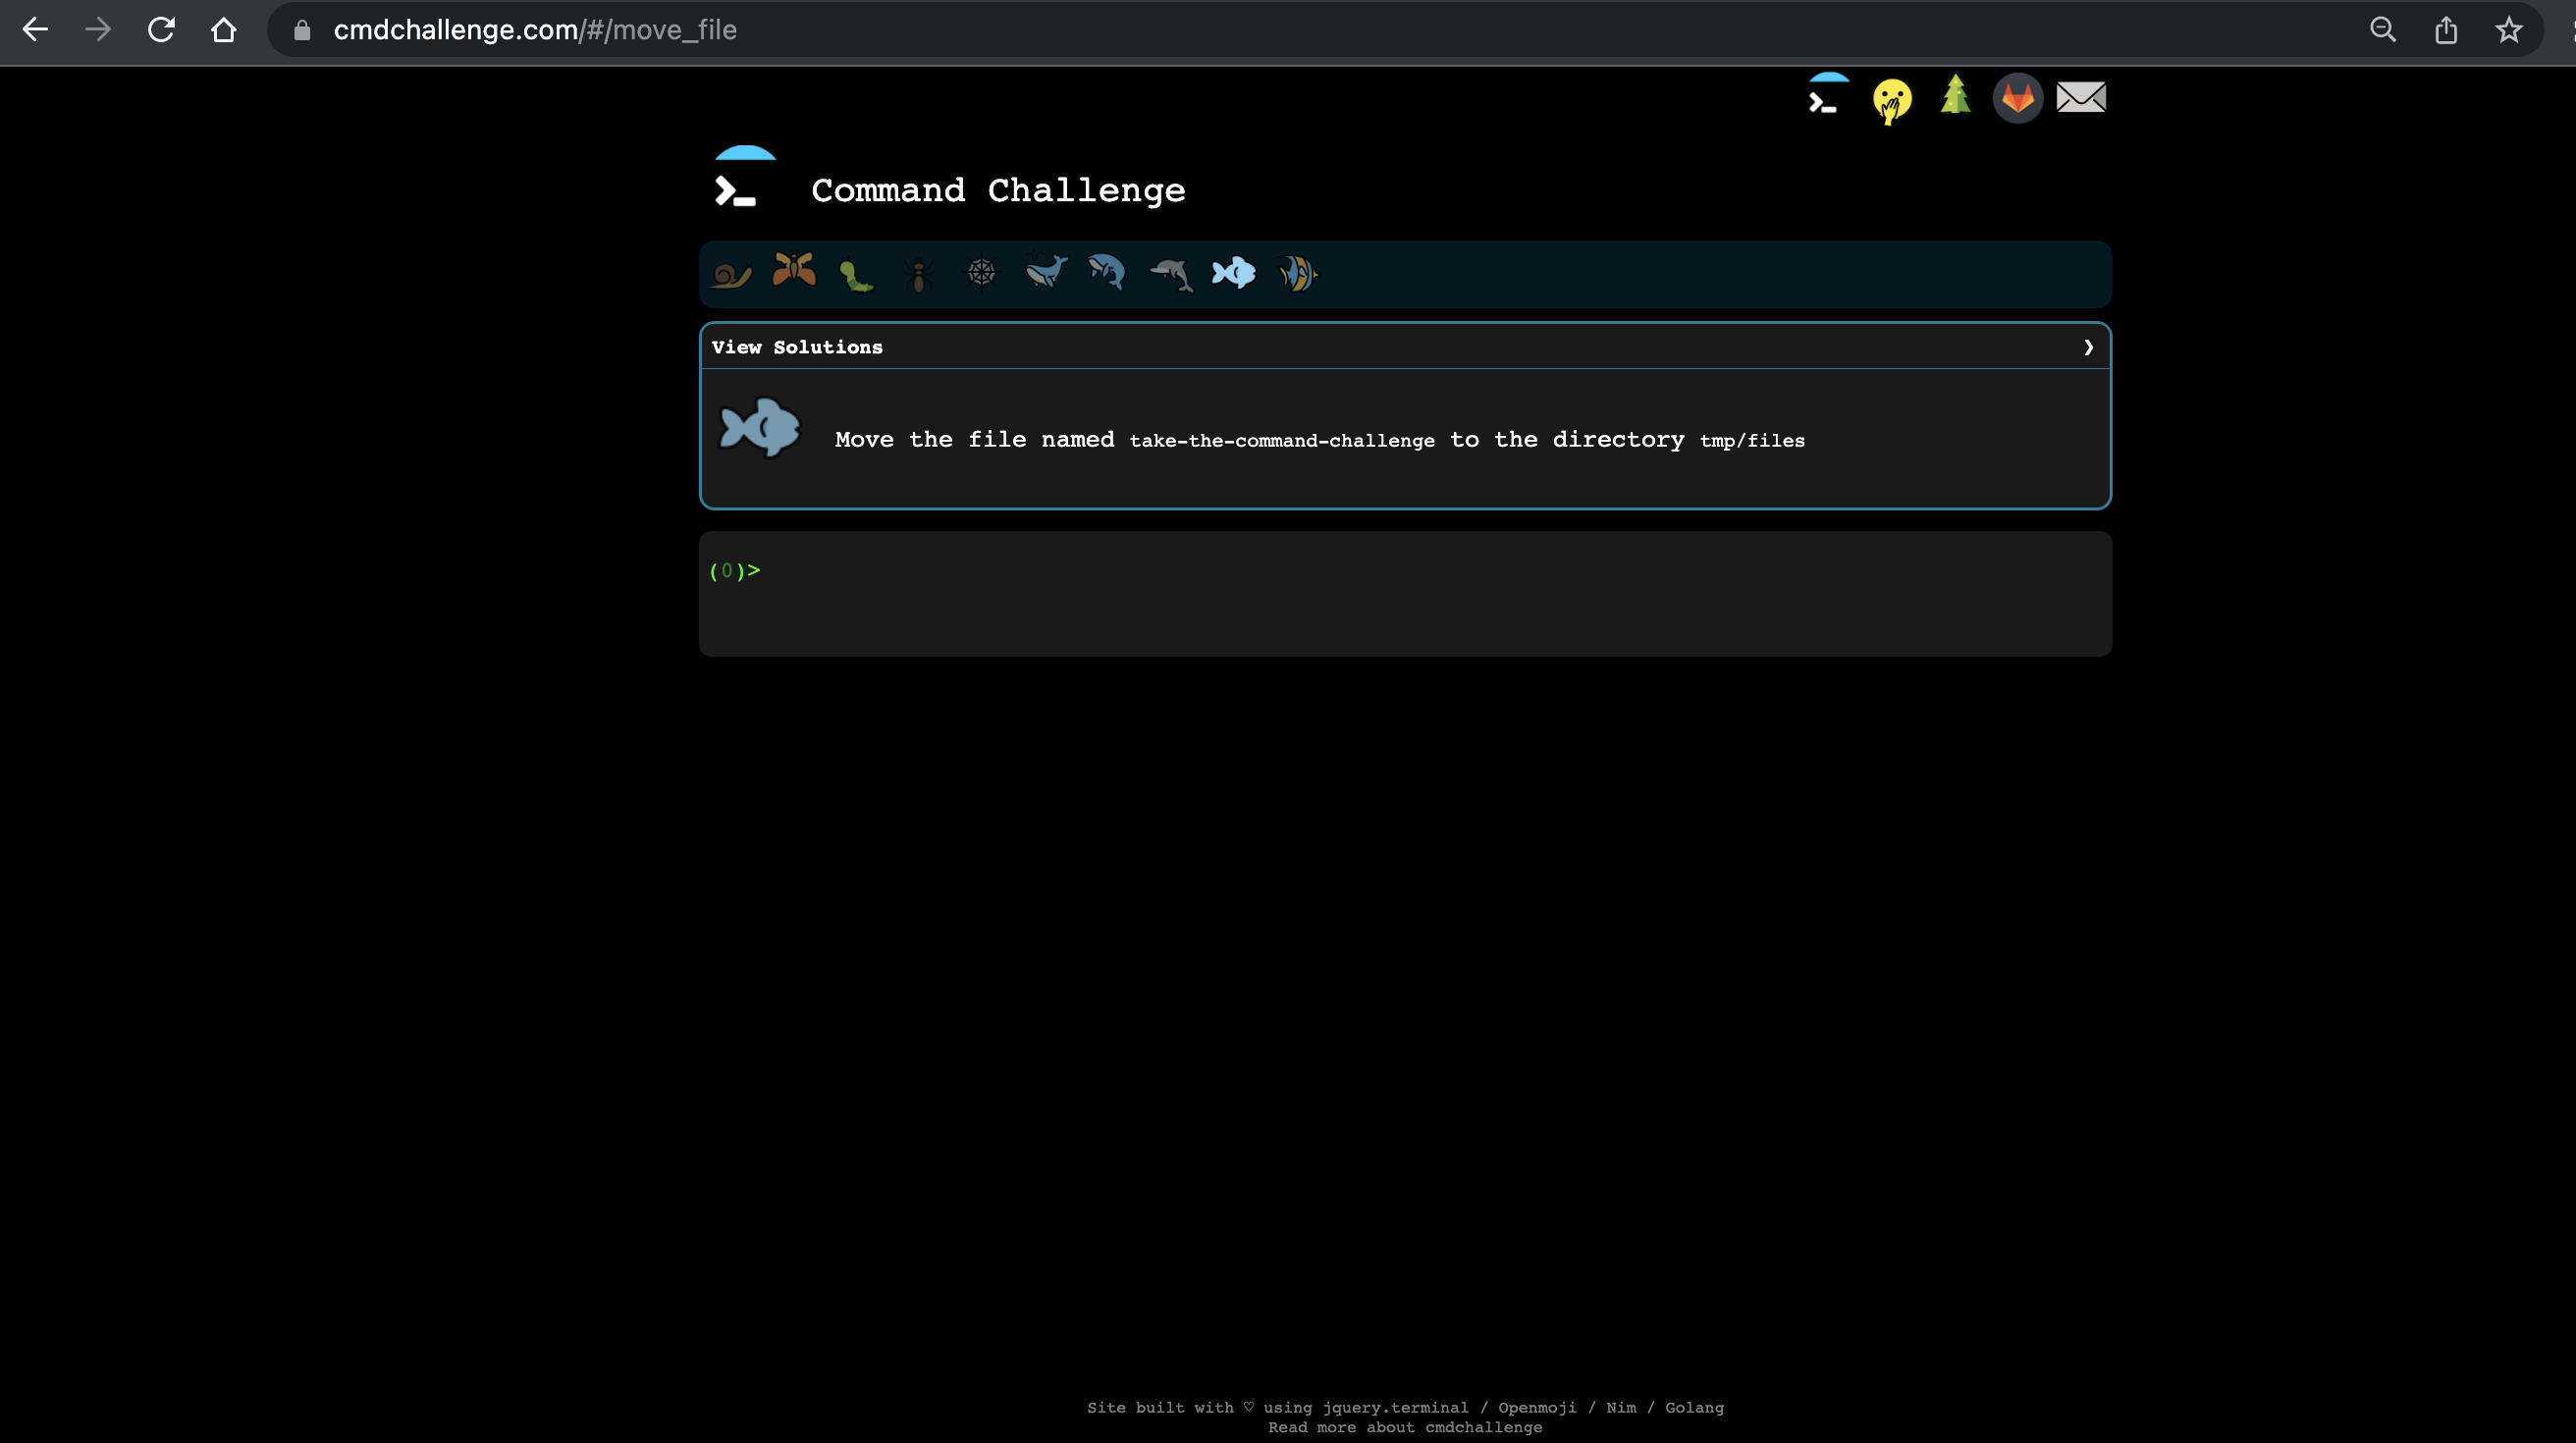 cmdchallenge.com/#/move_file
Command Challenge
View Solutions
Move the file named take-the-command-challenge to the directory tmp/files
(0)>
Site built with ♡ using jquery.terminal / Openmoji / Nim / Golang
Read more about cmdchallenge